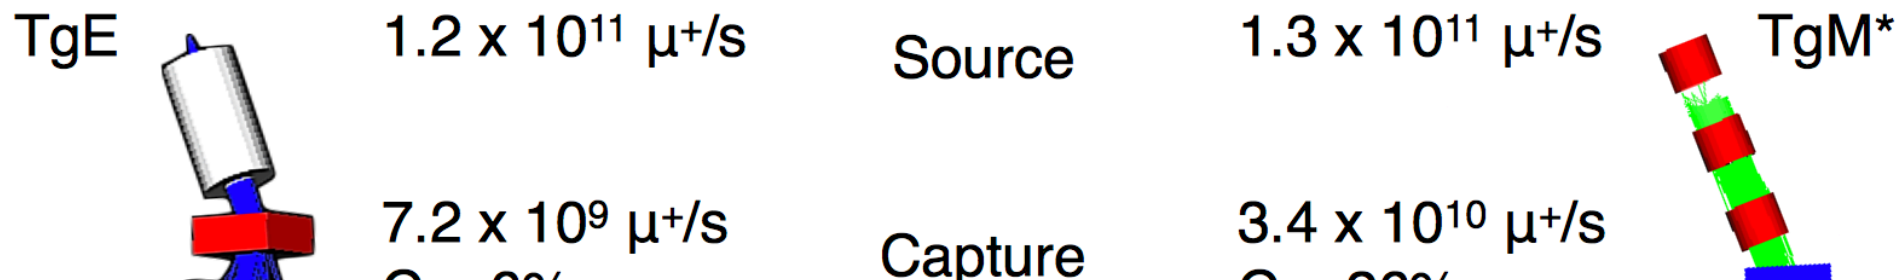 TgE 1.2 x 10¹¹ μ⁺/s Source 1.3 x 10¹¹ μ⁺/s TgM*
7.2 x 10⁹ μ⁺/s Capture 3.4 x 10¹⁰ μ⁺/s